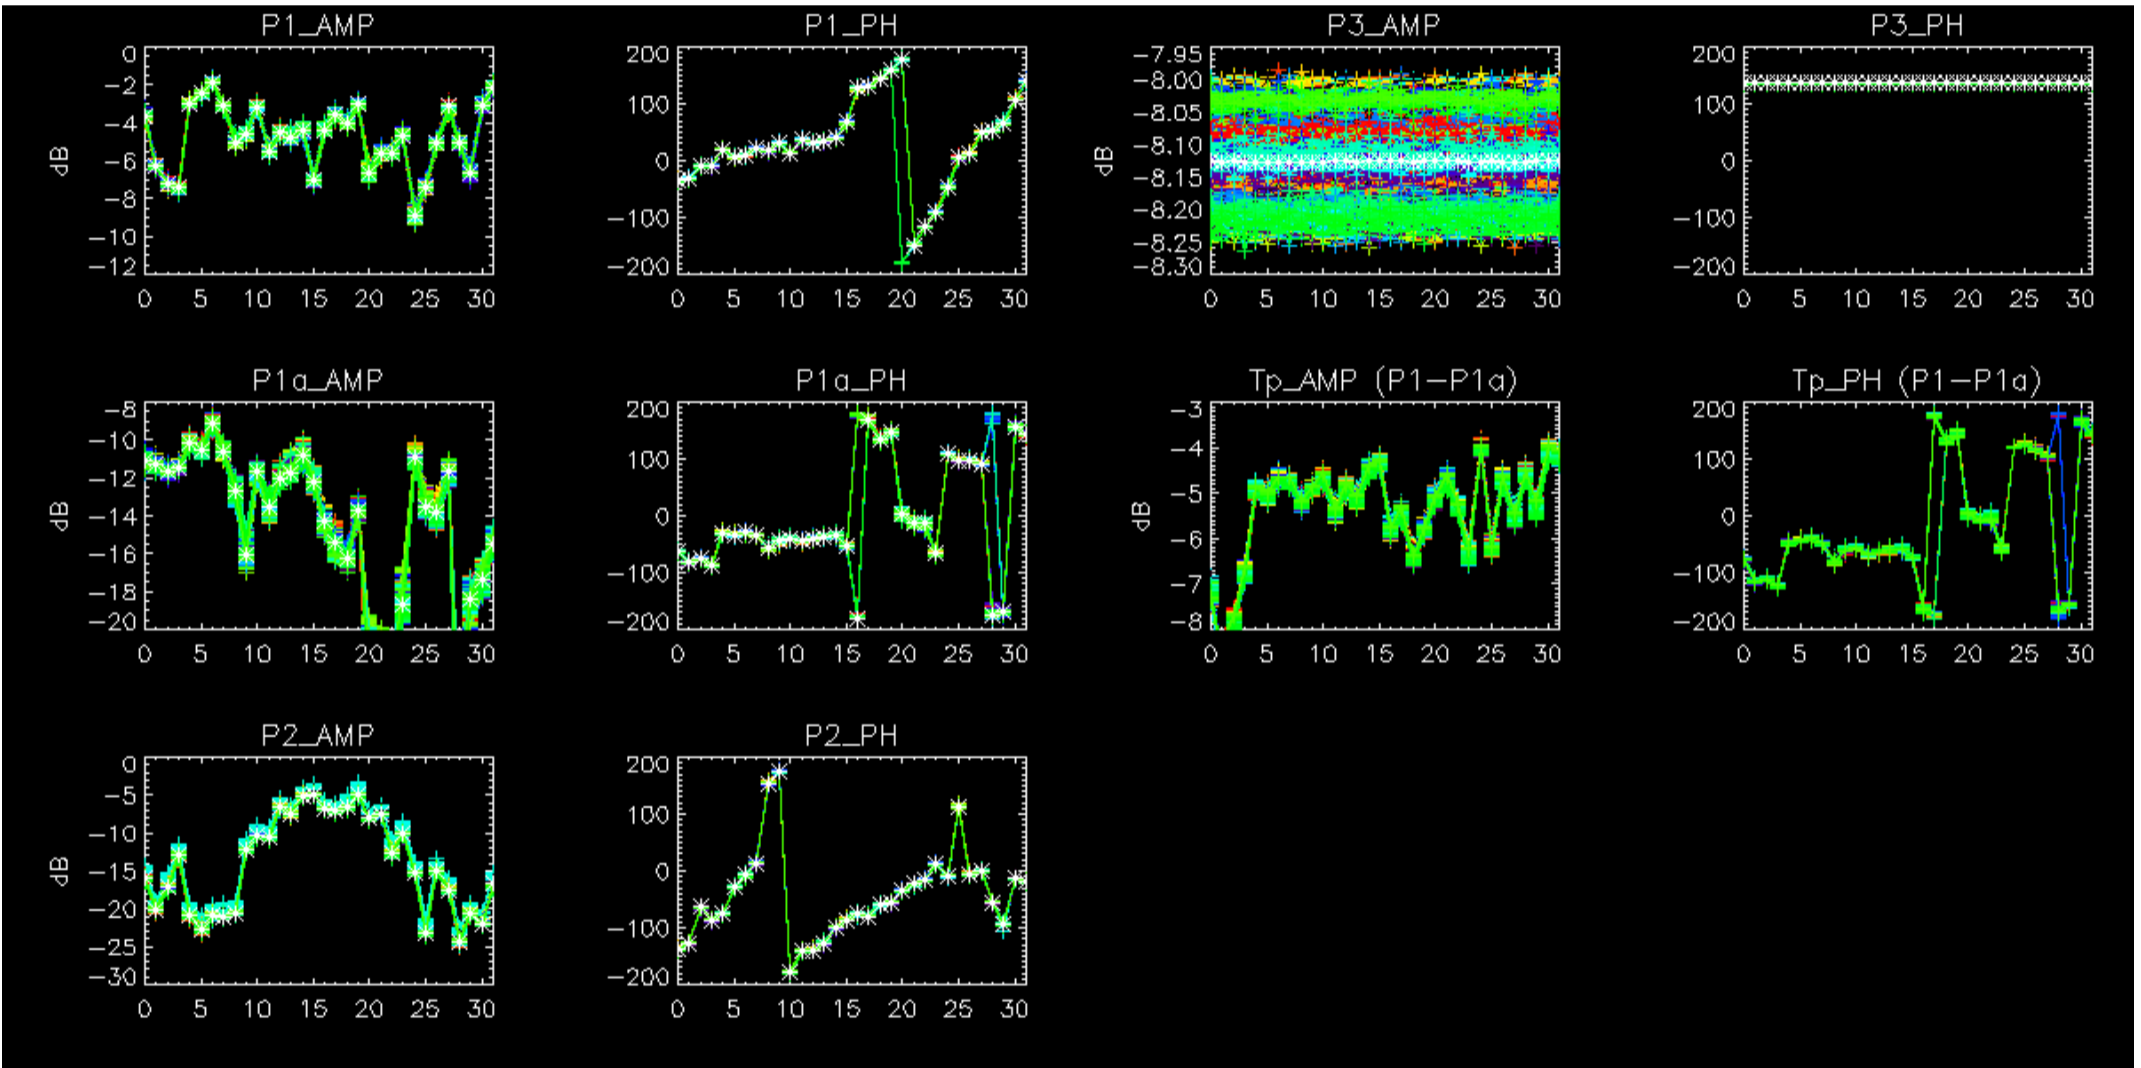 P1_AMP
dB
0
−2
−4
−6
−8
−10
−12
0 5 10 15 20 25 30
P1_PH
200
100
0
−100
−200
0 5 10 15 20 25 30
P3_AMP
dB
−7.95
−8.00
−8.05
−8.10
−8.15
−8.20
−8.25
−8.30
0 5 10 15 20 25 30
P3_PH
200
100
0
−100
−200
0 5 10 15 20 25 30
P1a_AMP
dB
−8
−10
−12
−14
−16
−18
−20
0 5 10 15 20 25 30
P1a_PH
200
100
0
−100
−200
0 5 10 15 20 25 30
Tp_AMP (P1−P1a)
dB
−3
−4
−5
−6
−7
−8
0 5 10 15 20 25 30
Tp_PH (P1−P1a)
200
100
0
−100
−200
0 5 10 15 20 25 30
P2_AMP
dB
0
−5
−10
−15
−20
−25
−30
0 5 10 15 20 25 30
P2_PH
200
100
0
−100
−200
0 5 10 15 20 25 30